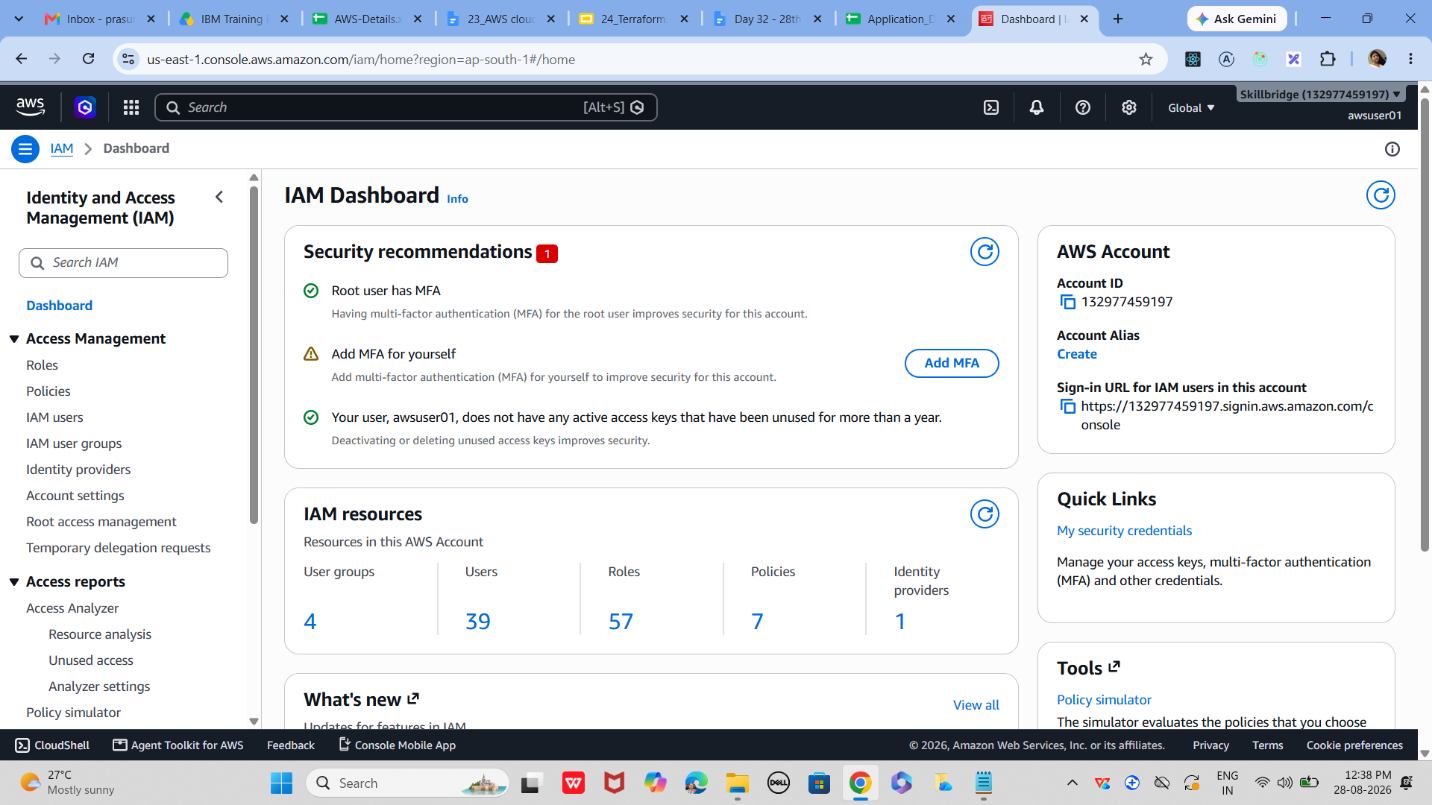 Inbox - prasu
IBM Training
AWS-Details.x
23_AWS clou
24_Terraform.
Day 32 - 28th
Application_D
Dashboard | I
Ask Gemini
us-east-1.console.aws.amazon.com/iam/home?region=ap-south-1#/home
aws
Search
[Alt+S]
Global
Skillbridge (132977459197)
awsuser01
IAM
Dashboard
Identity and Access
Management (IAM)
Search IAM
Dashboard
Access Management
Roles
Policies
IAM users
IAM user groups
Identity providers
Account settings
Root access management
Temporary delegation requests
Access reports
Access Analyzer
Resource analysis
Unused access
Analyzer settings
Policy simulator
IAM Dashboard Info
Security recommendations 1
Root user has MFA
Having multi-factor authentication (MFA) for the root user improves security for this account.
Add MFA for yourself
Add multi-factor authentication (MFA) for yourself to improve security for this account.
Add MFA
Your user, awsuser01, does not have any active access keys that have been unused for more than a year.
Deactivating or deleting unused access keys improves security.
IAM resources
Resources in this AWS Account
User groups
4
Users
39
Roles
57
Policies
7
Identity
providers
1
What's new
View all
Updates for features in IAM
AWS Account
Account ID
132977459197
Account Alias
Create
Sign-in URL for IAM users in this account
https://132977459197.signin.aws.amazon.com/c
onsole
Quick Links
My security credentials
Manage your access keys, multi-factor authentication
(MFA) and other credentials.
Tools
Policy simulator
The simulator evaluates the policies that you choose
CloudShell
Agent Toolkit for AWS
Feedback
Console Mobile App
© 2026, Amazon Web Services, Inc. or its affiliates.
Privacy
Terms
Cookie preferences
27°C
Mostly sunny
Search
DELL
ENG
IN
12:38 PM
28-08-2026